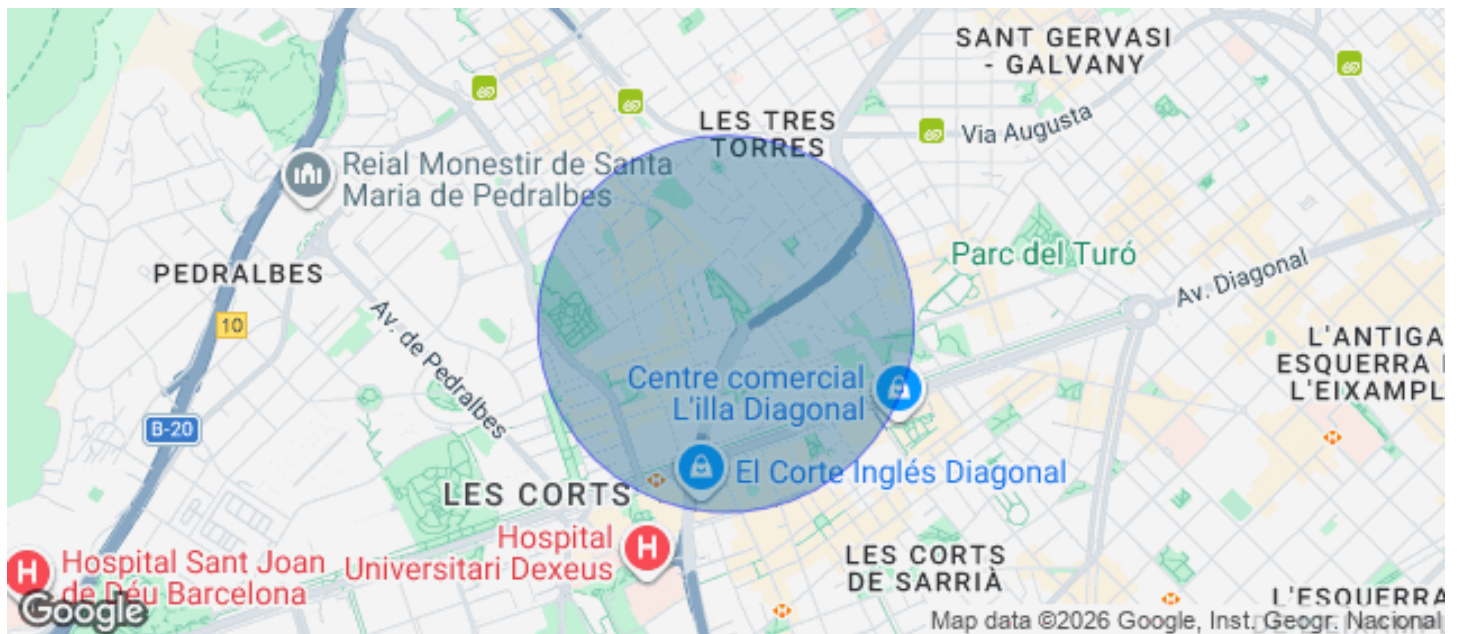 SANT GERVASI
- GALVANY
LES TRES
TORRES
Via Augusta
Reial Monestir de Santa
Maria de Pedralbes
Parc del Turó
PEDRALBES
Av. Diagonal
10
Av. de Pedralbes
L'ANTIGA
ESQUERRA
L'EIXAMPL
Centre comercial
L'illa Diagonal
B-20
El Corte Inglés Diagonal
LES CORTS
Hospital
Universitari Dexeus
LES CORTS
DE SARRIÀ
H
H
Hospital Sant Joan
de Déu Barcelona
L'ESQUERRA
Google
Map data ©2026 Google, Inst. Geogr. Nacional